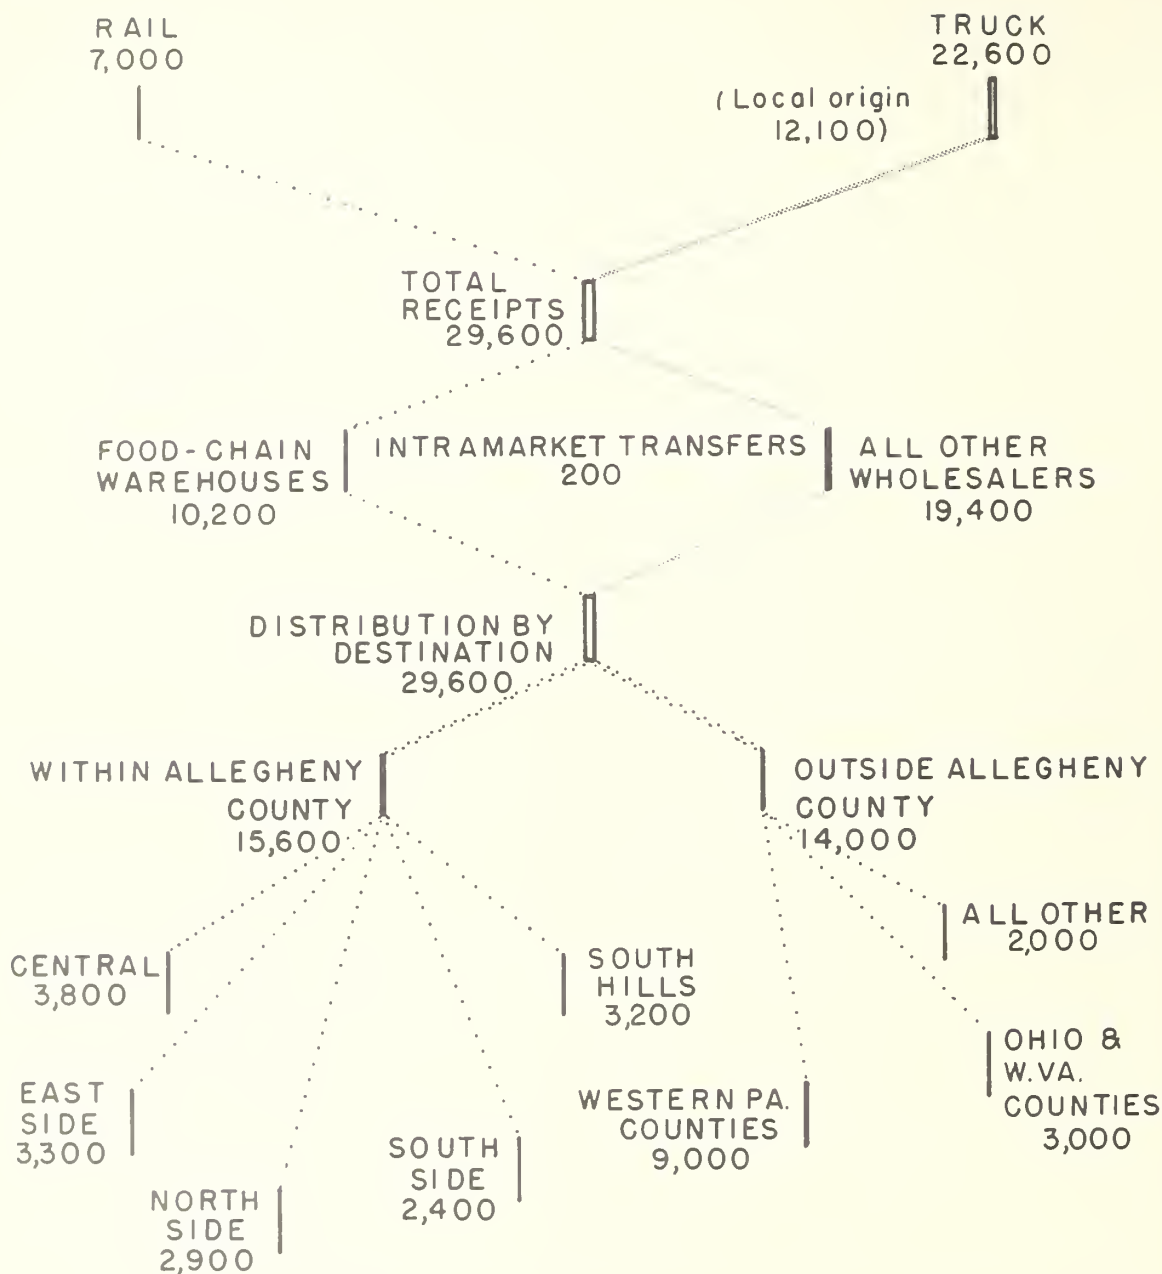 RAIL
7,000
TRUCK
22,600
(Local origin
12,100)
TOTAL
RECEIPTS
29,600
FOOD-CHAIN
WAREHOUSES
10,200
INTRAMARKET TRANSFERS
200
ALL OTHER
WHOLESALERS
19,400
DISTRIBUTION BY
DESTINATION
29,600
WITHIN ALLEGHENY
COUNTY
15,600
OUTSIDE ALLEGHENY
COUNTY
14,000
ALL OTHER
2,000
CENTRAL
3,800
SOUTH
HILLS
3,200
OHIO &
W.VA.
COUNTIES
3,000
EAST
SIDE
3,300
WESTERN PA.
COUNTIES
9,000
SOUTH
SIDE
2,400
NORTH
SIDE
2,900